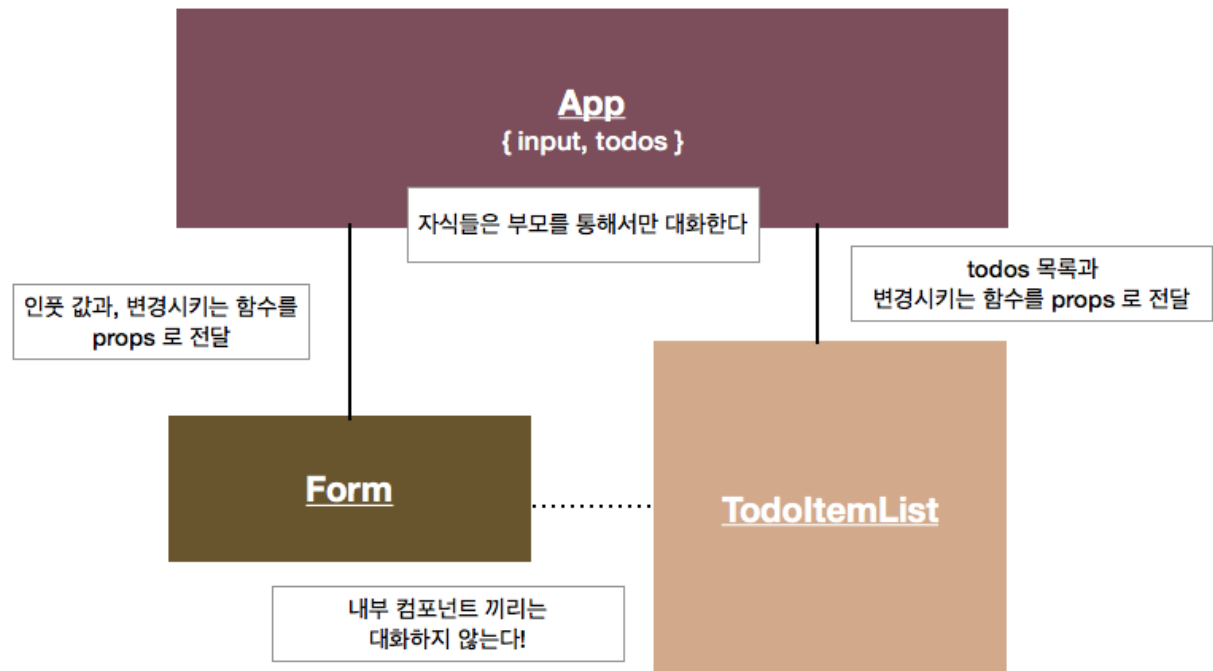 App
{ input, todos }
자식들은 부모를 통해서만 대화한다
인풋 값과, 변경시키는 함수를
props 로 전달
todos 목록과
변경시키는 함수를 props 로 전달
Form
TodoItemList
내부 컴포넌트 끼리는
대화하지 않는다!